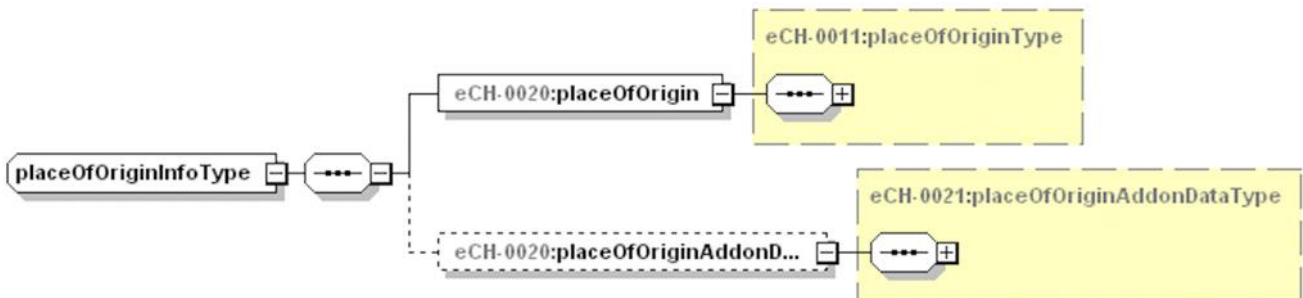 eCH-0011:placeOfOriginType
eCH-0020:placeOfOrigin
placeOfOriginInfoType
eCH-0021:placeOfOriginAddonDataType
eCH-0020:placeOfOriginAddonD...